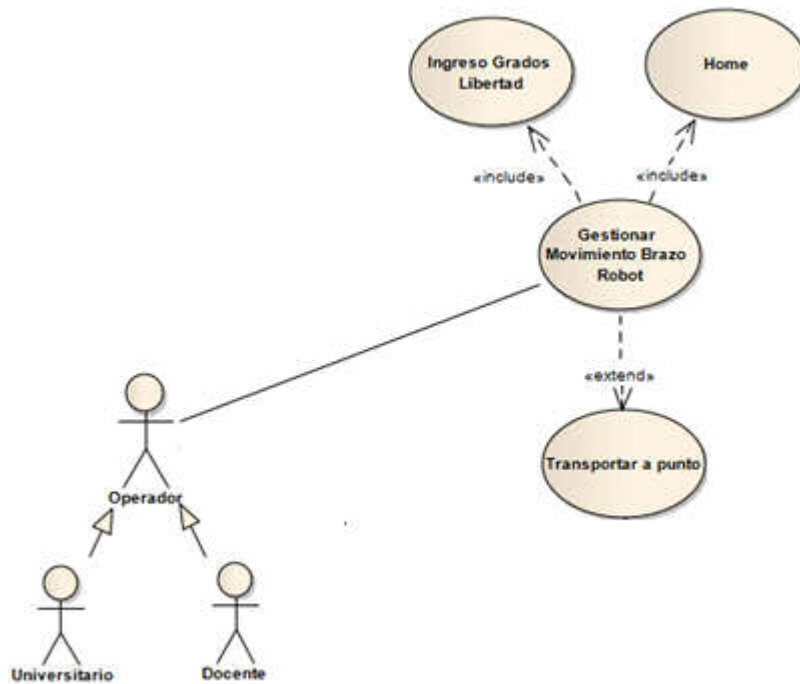 Ingreso Grados
Libertad
Home
«include»
«include»
Gestionar
Movimiento Brazo
Robot
«extend»
Transportar a punto
Operador
Universitario
Docente